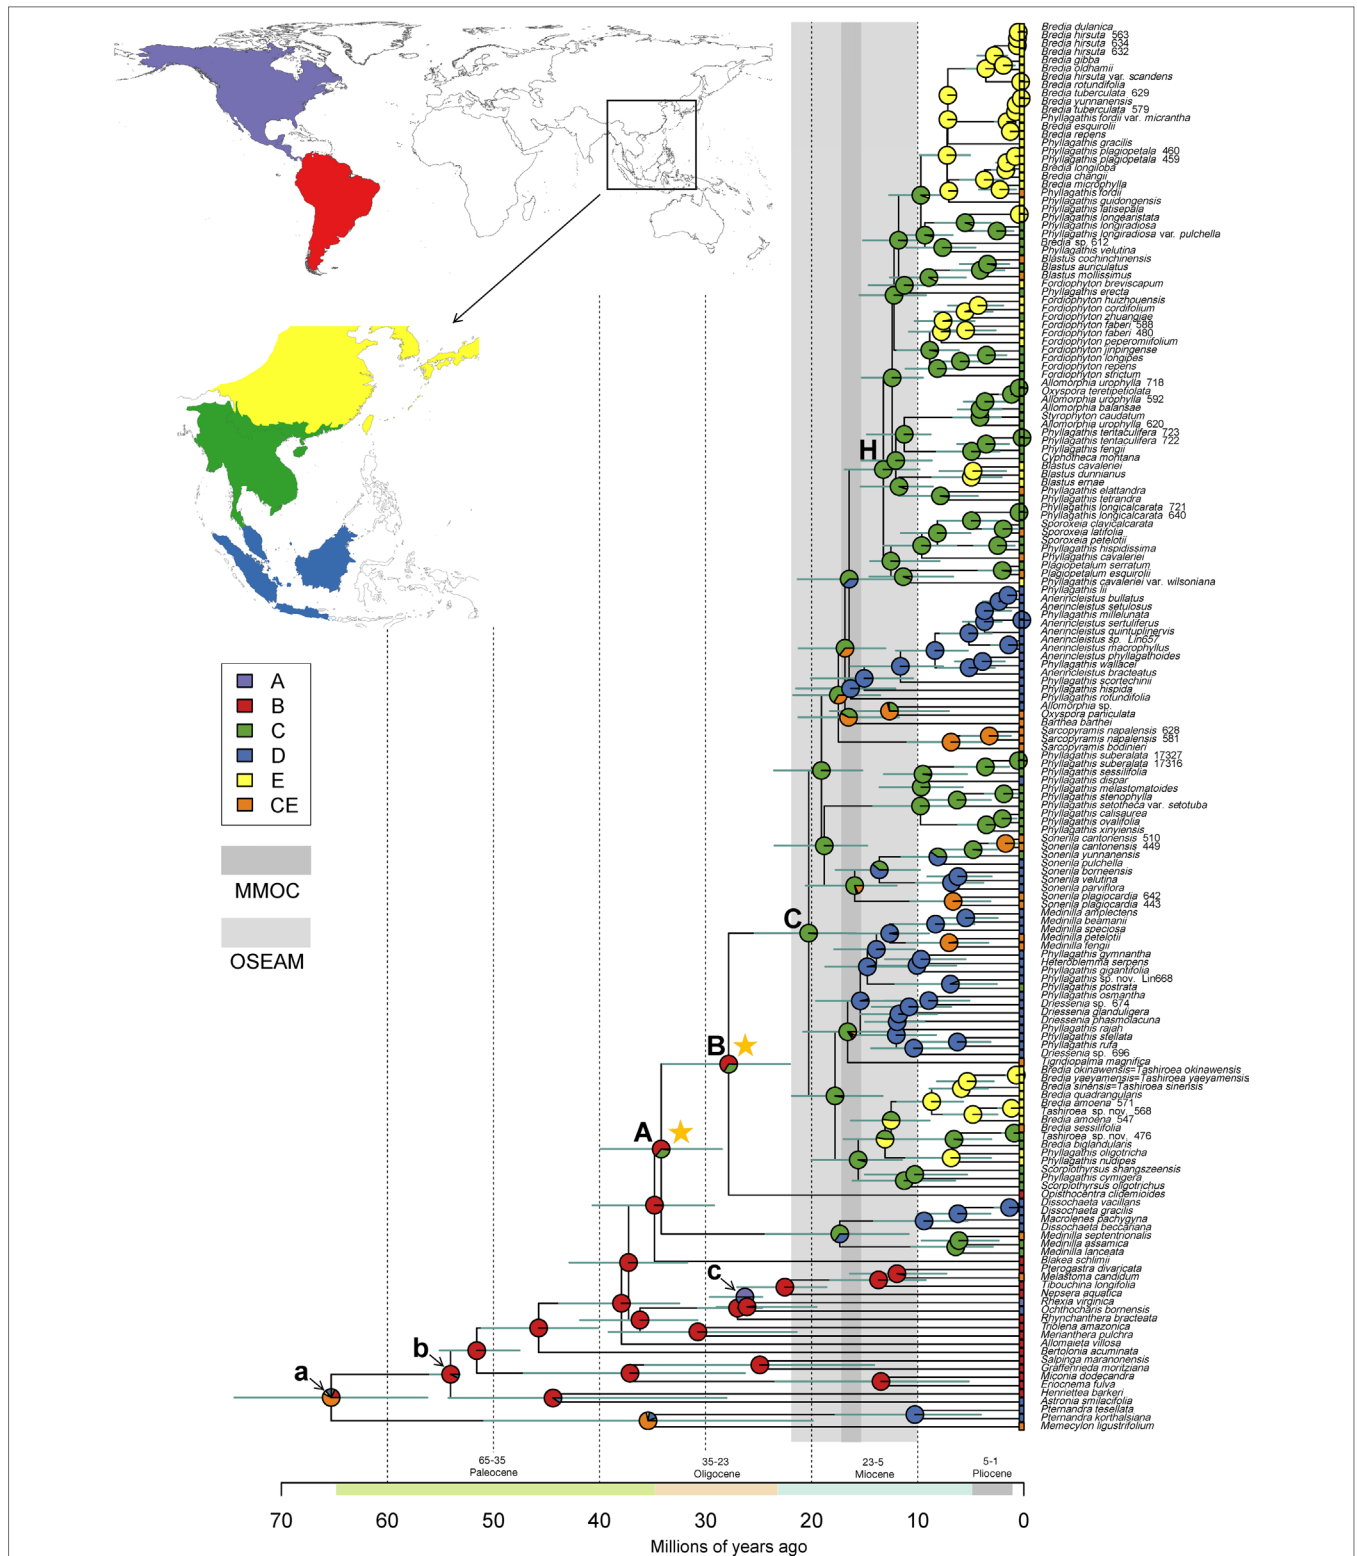 Bredia dulanica
Bredia hirsuta 563
Bredia hirsuta 634
Bredia hirsuta 632
Bredia gibba
Bredia oldhamii
Bredia hirsuta var. scandens
Bredia rotundifolia
Bredia tuberculata 629
Bredia yunnanensis
Bredia tuberculata 579
Phyllagathis fordii var. micrantha
Bredia esquirolii
Bredia repens
Phyllagathis gracilis
Phyllagathis plagiopetala 460
Phyllagathis plagiopetala 459
Bredia longiloba
Bredia changii
Bredia microphylla
Phyllagathis fordii
Phyllagathis guidongensis
Phyllagathis latisepala
Phyllagathis longearistata
Phyllagathis longiradiosa
Phyllagathis longiradiosa var. pulchella
Bredia sp. 612
Phyllagathis velutina
Blastus cochinchinensis
Blastus auriculatus
Blastus mollissimus
Fordiophyton breviscapum
Phyllagathis erecta
Fordiophyton huizhouensis
Fordiophyton cordifolium
Fordiophyton zhuangiae
Fordiophyton faberi 588
Fordiophyton faberi 480
Fordiophyton peperomiifolium
Fordiophyton jinpingense
Fordiophyton longipes
Fordiophyton repens
Fordiophyton strictum
Allomorphia urophylla 718
Oxyspora teretipetiolata
Allomorphia urophylla 592
Allomorphia balansae
Styrophyton caudatum
Allomorphia urophylla 620
Phyllagathis tentaculifera 723
Phyllagathis tentaculifera 722
Phyllagathis fengii
Cyphotheca montana
Blastus cavaleriei
Blastus dunnianus
Blastus ernae
Phyllagathis elattandra
Phyllagathis tetrandra
Phyllagathis longicalcarata 721
Phyllagathis longicalcarata 640
Sporoxeia clavicalcarata
Sporoxeia latifolia
Sporoxeia petelotii
Phyllagathis hispidissima
Phyllagathis cavaleriei
Plagiopetalum serratum
Plagiopetalum esquirolii
Phyllagathis cavaleriei var. wilsoniana
Phyllagathis lii
Anerincleistus bullatus
Anerincleistus setulosus
Phyllagathis millelunata
Anerincleistus sertuliferus
Anerincleistus quintuplinervis
Anerincleistus sp. Lin657
Anerincleistus macrophyllus
Anerincleistus phyllagathoides
Phyllagathis wallacei
Anerincleistus bracteatus
Phyllagathis scortechinii
Phyllagathis hispida
Phyllagathis rotundifolia
Allomorphia sp.
Oxyspora paniculata
Barthea barthei
Sarcopyramis napalensis 628
Sarcopyramis napalensis 581
Sarcopyramis bodinieri
Phyllagathis suberalata 17327
Phyllagathis suberalata 17316
Phyllagathis sessilifolia
Phyllagathis dispar
Phyllagathis melastomatoides
Phyllagathis stenophylla
Phyllagathis setotheca var. setotuba
Phyllagathis calisaurea
Phyllagathis ovalifolia
Phyllagathis xinyiensis
Sonerila cantonensis 510
Sonerila cantonensis 449
Sonerila yunnanensis
Sonerila pulchella
Sonerila borneensis
Sonerila velutina
Sonerila parviflora
Sonerila plagiocardia 642
Sonerila plagiocardia 443
Medinilla amplectens
Medinilla beamanii
Medinilla speciosa
Medinilla petelotii
Medinilla fengii
Phyllagathis gymnantha
Heteroblemma serpens
Phyllagathis gigantifolia
Phyllagathis sp. nov. Lin668
Phyllagathis postrata
Phyllagathis osmantha
Driessenia sp. 674
Driessenia glanduligera
Driessenia phasmolacuna
Phyllagathis rajah
Phyllagathis stellata
Phyllagathis rufa
Driessenia sp. 696
Tigridiopalma magnifica
Bredia okinawensis=Tashiroea okinawensis
Bredia yaeyamensis=Tashiroea yaeyamensis
Bredia sinensis=Tashiroea sinensis
Bredia quadrangularis
Bredia amoena 571
Tashiroea sp. nov. 568
Bredia amoena 547
Bredia sessilifolia
Tashiroea sp. nov. 476
Bredia biglandularis
Phyllagathis oligotricha
Phyllagathis nudipes
Scorpiothyrsus shangszeensis
Phyllagathis cymigera
Scorpiothyrsus oligotrichus
Opisthocentra clidemioides
Dissochaeta vacillans
Dissochaeta gracilis
Macrolenes pachygyna
Dissochaeta beccariana
Medinilla septentrionalis
Medinilla assamica
Medinilla lanceata
Blakea schlimii
Pterogastra divaricata
Melastoma candidum
Tibouchina longifolia
Nepsera aquatica
Rhexia virginica
Ochthocharis bornensis
Rhynchanthera bracteata
Triolena amazonica
Merianthera pulchra
Allomaieta villosa
Bertolonia acuminata
Salpinga maranonensis
Graffenrieda moritziana
Miconia dodecandra
Eriocnema fulva
Henriettea barkeri
Astronia smilacifolia
Pternandra tesellata
Pternandra korthalsiana
Memecylon ligustrifolium
H
C
B
A
c
b
a
A
B
C
D
E
CE
MMOC
OSEAM
65-35
Paleocene
35-23
Oligocene
23-5
Miocene
5-1
Pliocene
70 60 50 40 30 20 10 0
Millions of years ago